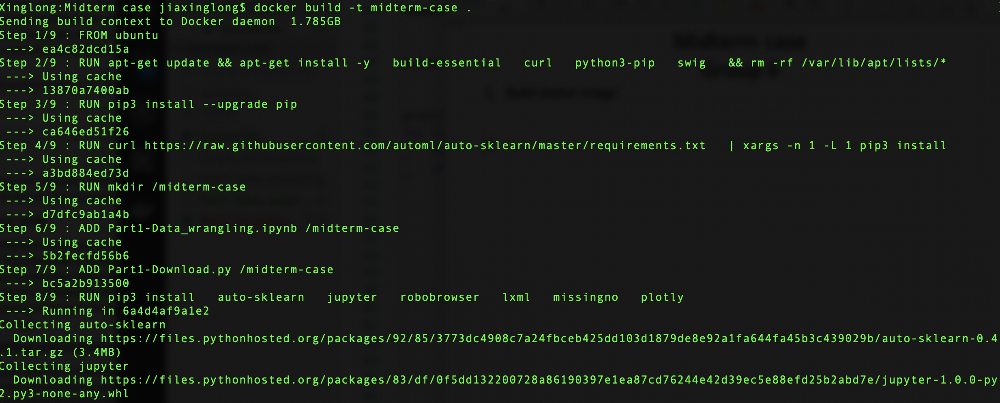 Xinglong:Midterm case jiaxinglong$ docker build -t midterm-case .
Sending build context to Docker daemon  1.785GB
Step 1/9 : FROM ubuntu
 ---> ea4c82dcd15a
Step 2/9 : RUN apt-get update && apt-get install -y   build-essential   curl   python3-pip   swig   && rm -rf /var/lib/apt/lists/*
 ---> Using cache
 ---> 13870a7400ab
Step 3/9 : RUN pip3 install --upgrade pip
 ---> Using cache
 ---> ca646ed51f26
Step 4/9 : RUN curl https://raw.githubusercontent.com/automl/auto-sklearn/master/requirements.txt   | xargs -n 1 -L 1 pip3 install
 ---> Using cache
 ---> a3bd884ed73d
Step 5/9 : RUN mkdir /midterm-case
 ---> Using cache
 ---> d7dfc9ab1a4b
Step 6/9 : ADD Part1-Data_wrangling.ipynb /midterm-case
 ---> Using cache
 ---> 5b2fecfd56b6
Step 7/9 : ADD Part1-Download.py /midterm-case
 ---> bc5a2b913500
Step 8/9 : RUN pip3 install   auto-sklearn   jupyter   robobrowser   lxml   missingno   plotly
 ---> Running in 6a4d4af9a1e2
Collecting auto-sklearn
  Downloading https://files.pythonhosted.org/packages/92/85/3773dc4908c7a24fbceb425dd103d1879de8e92a1fa644fa45b3c439029b/auto-sklearn-0.4
.1.tar.gz (3.4MB)
Collecting jupyter
  Downloading https://files.pythonhosted.org/packages/83/df/0f5dd132200728a86190397e1ea87cd76244e42d39ec5e88efd25b2abd7e/jupyter-1.0.0-py
2.py3-none-any.whl